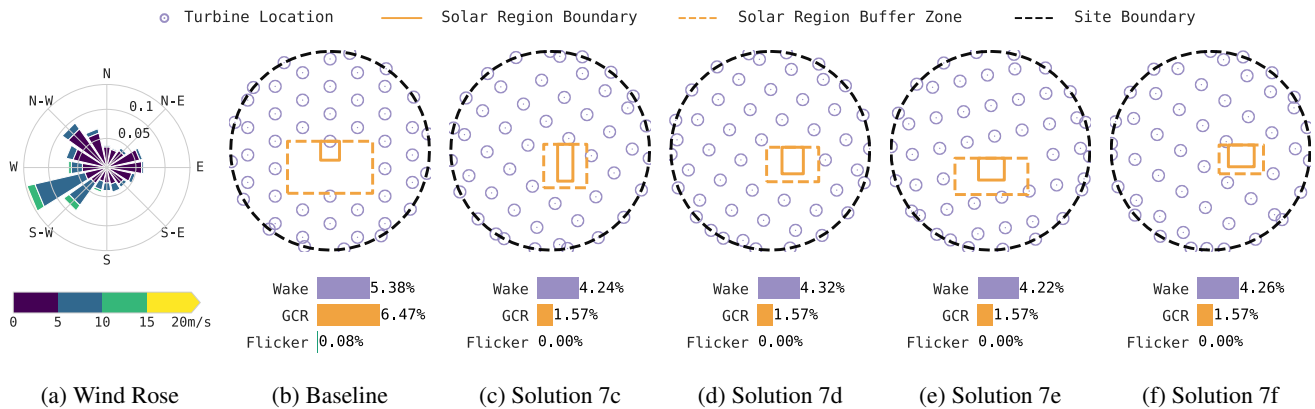 Turbine Location Solar Region Boundary Solar Region Buffer Zone Site Boundary
N
N-W N-E
0.1
0.05
W E
S-W S-E
S
0 5 10 15 20m/s
Wake 5.38%
GCR 6.47%
Flicker 0.08%
Wake 4.24%
GCR 1.57%
Flicker 0.00%
Wake 4.32%
GCR 1.57%
Flicker 0.00%
Wake 4.22%
GCR 1.57%
Flicker 0.00%
Wake 4.26%
GCR 1.57%
Flicker 0.00%
(a) Wind Rose (b) Baseline (c) Solution 7c (d) Solution 7d (e) Solution 7e (f) Solution 7f